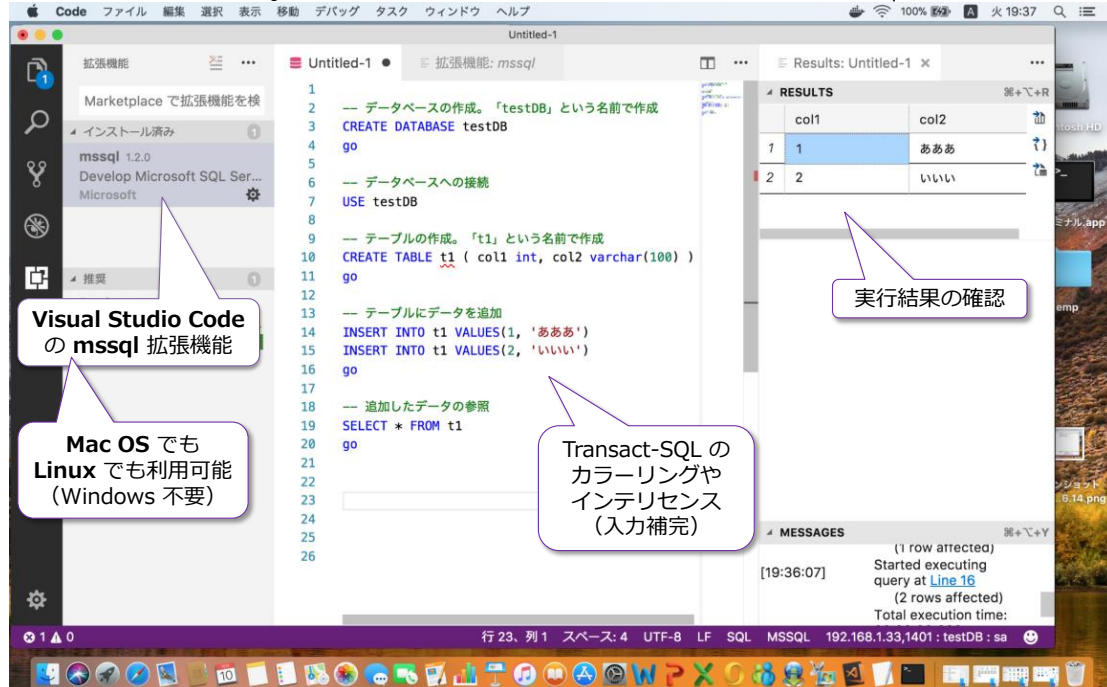 Code ファイル 編集 選択 表示 移動 デバッグ タスク ウィンドウ ヘルプ
100% A 火 19:37
Untitled-1
拡張機能
Marketplace で拡張機能を検
インストール済み 1
mssql 1.2.0
Develop Microsoft SQL Ser...
Microsoft
推奨 0
Untitled-1 ●
拡張機能: mssql
1
2 -- データベースの作成。「testDB」という名前で作成
3 CREATE DATABASE testDB
4 go
5
6 -- データベースへの接続
7 USE testDB
8
9 -- テーブルの作成。「t1」という名前で作成
10 CREATE TABLE t1 ( col1 int, col2 varchar(100) )
11 go
12
13 -- テーブルにデータを追加
14 INSERT INTO t1 VALUES(1, 'あああ')
15 INSERT INTO t1 VALUES(2, 'いいい')
16 go
17
18 -- 追加したデータの参照
19 SELECT * FROM t1
20 go
21
22
23
24
25
26
Results: Untitled-1 ×
RESULTS ⌘+⌥+R
col1 col2
1 1 あああ
2 2 いいい
MESSAGES ⌘+⌥+Y
(1 row affected)
[19:36:07] Started executing
query at Line 16
(2 rows affected)
Total execution time:
Visual Studio Code
の mssql 拡張機能
Mac OS でも
Linux でも利用可能
（Windows 不要）
Transact-SQL の
カラーリングや
インテリセンス
（入力補完）
実行結果の確認
1 0
行 23、列 1 スペース: 4 UTF-8 LF SQL MSSQL 192.168.1.33,1401 : testDB : sa
10